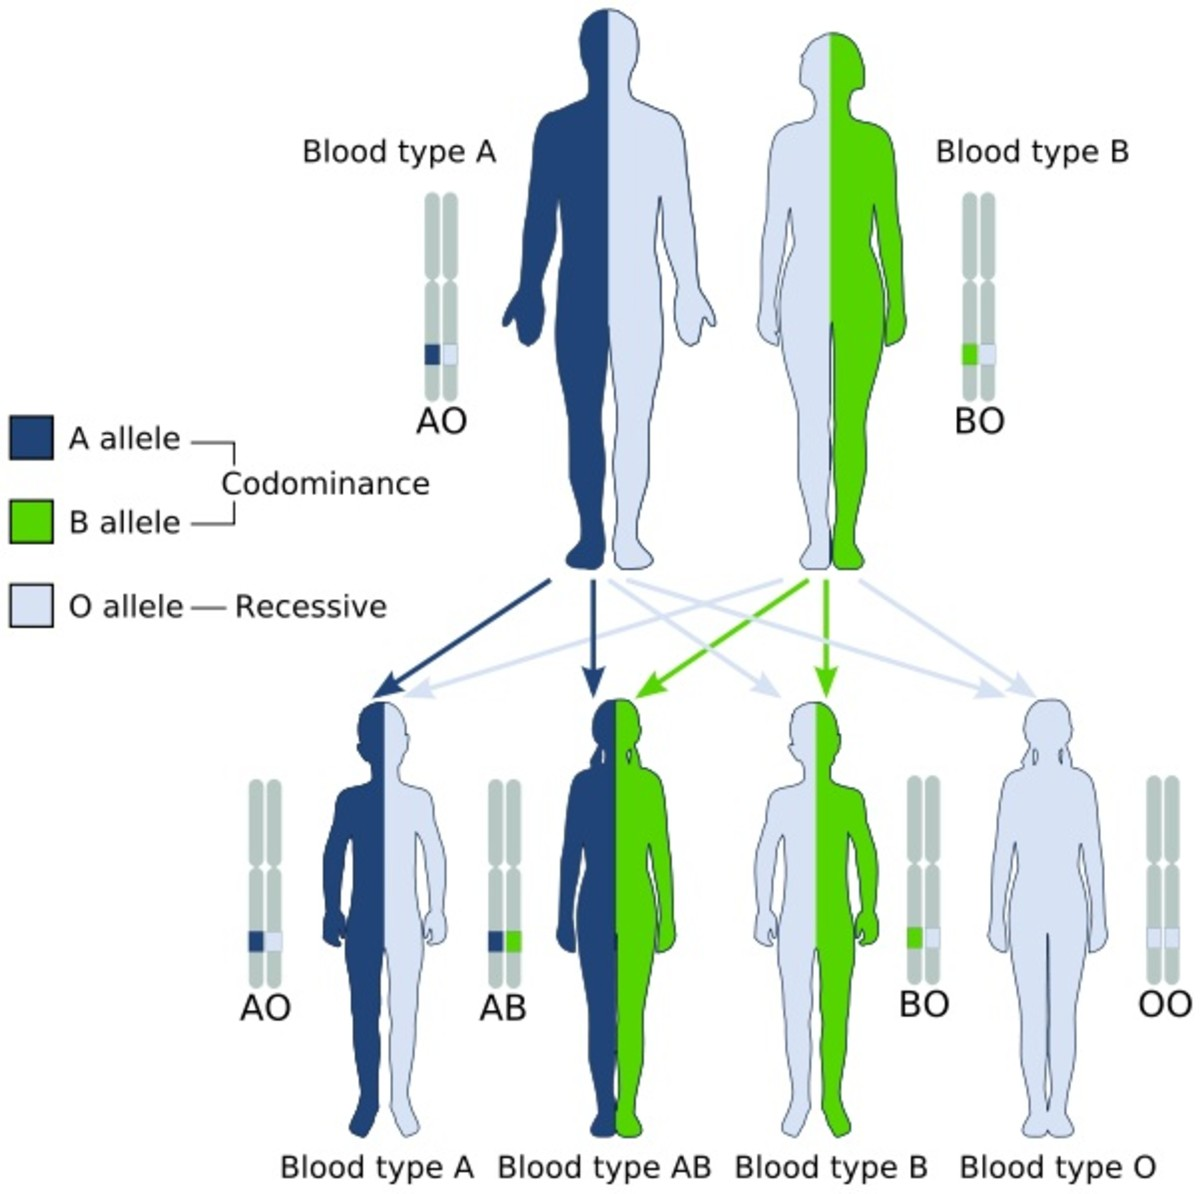 Blood type A
Blood type B
AO
BO
A allele
Codominance
B allele
O allele — Recessive
AO
AB
BO
OO
Blood type A
Blood type AB
Blood type B
Blood type O